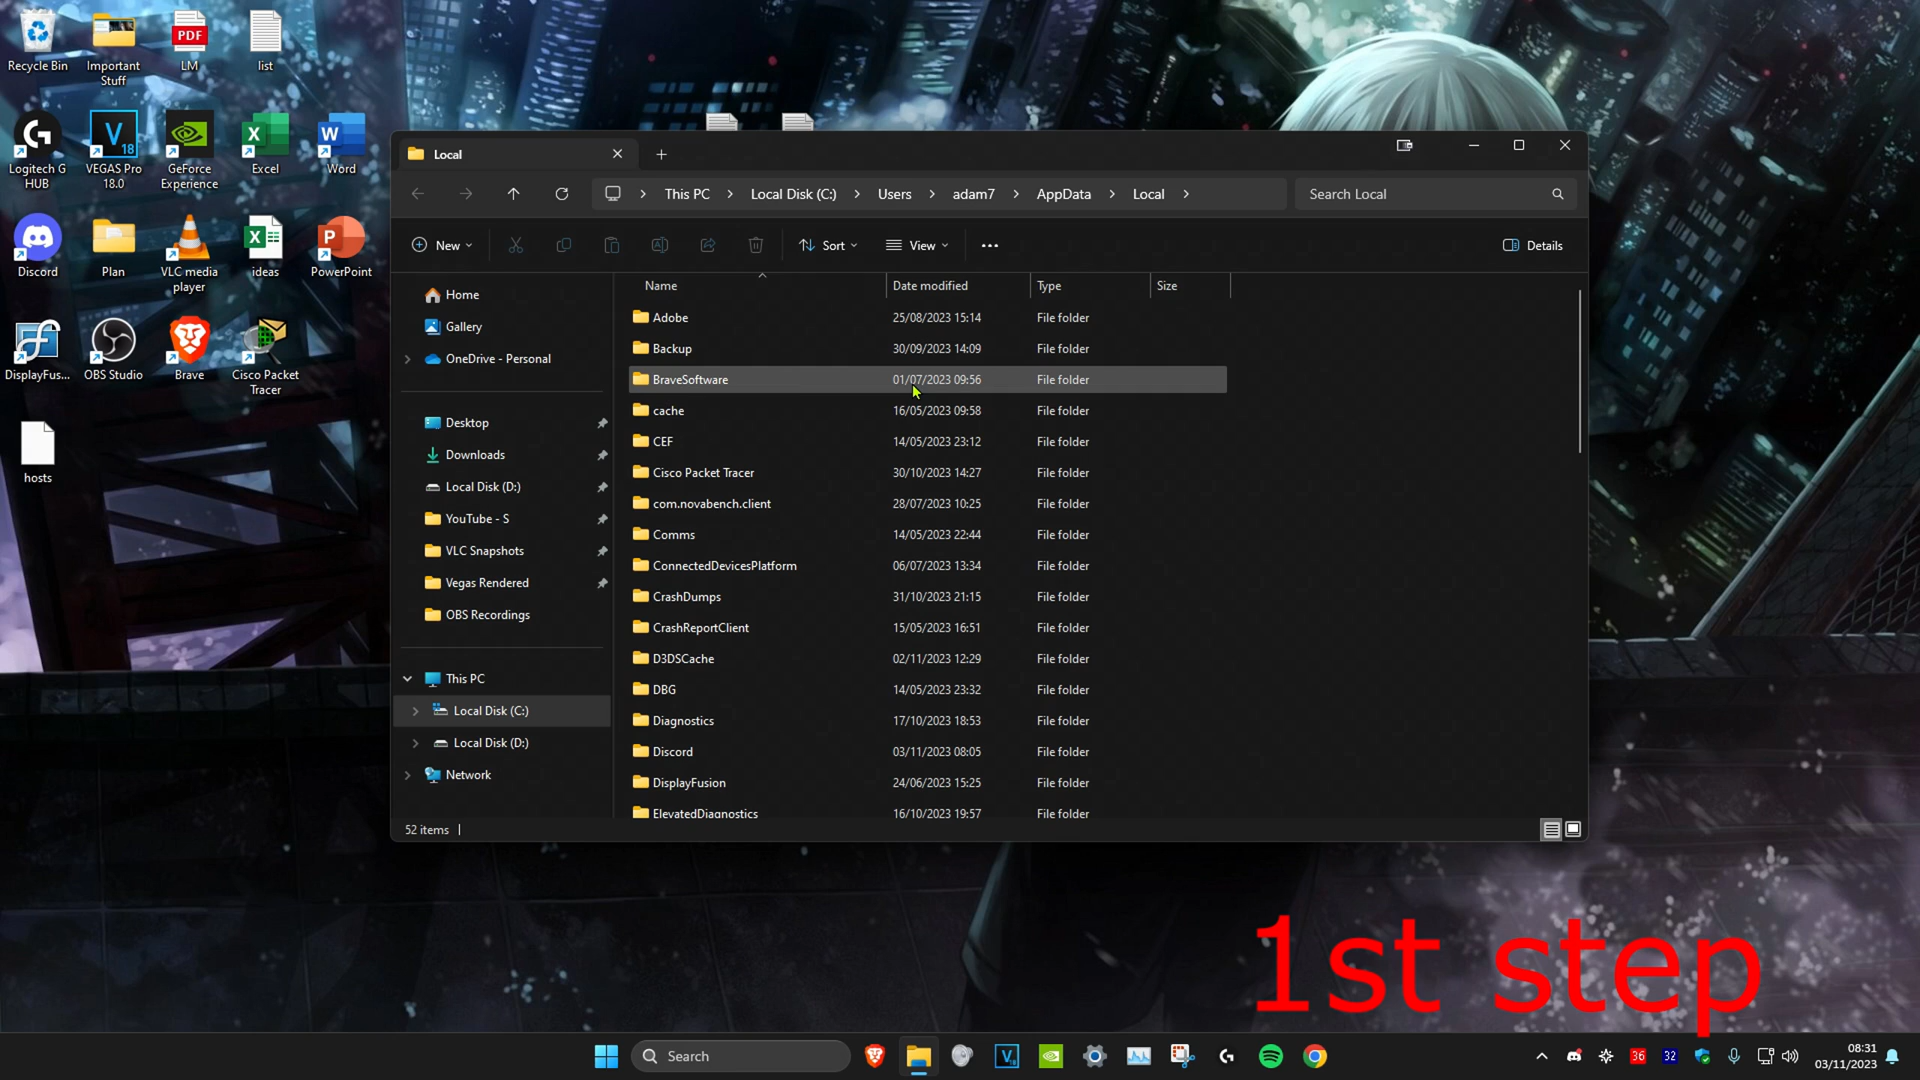 Recycle Bin
Important Stuff
PDF
LM
list
Logitech G HUB
VEGAS Pro 18.0
GeForce Experience
Excel
Word
Discord
Plan
VLC media player
ideas
PowerPoint
DisplayFus...
OBS Studio
Brave
Cisco Packet Tracer
hosts
Local
This PC > Local Disk (C:) > Users > adam7 > AppData > Local >
Search Local
New
Sort
View
Details
Home
Gallery
OneDrive - Personal
Desktop
Downloads
Local Disk (D:)
YouTube - S
VLC Snapshots
Vegas Rendered
OBS Recordings
This PC
Local Disk (C:)
Local Disk (D:)
Network
Name Date modified Type Size
Adobe 25/08/2023 15:14 File folder
Backup 30/09/2023 14:09 File folder
BraveSoftware 01/07/2023 09:56 File folder
cache 16/05/2023 09:58 File folder
CEF 14/05/2023 23:12 File folder
Cisco Packet Tracer 30/10/2023 14:27 File folder
com.novabench.client 28/07/2023 10:25 File folder
Comms 14/05/2023 22:44 File folder
ConnectedDevicesPlatform 06/07/2023 13:34 File folder
CrashDumps 31/10/2023 21:15 File folder
CrashReportClient 15/05/2023 16:51 File folder
D3DSCache 02/11/2023 12:29 File folder
DBG 14/05/2023 23:32 File folder
Diagnostics 17/10/2023 18:53 File folder
Discord 03/11/2023 08:05 File folder
DisplayFusion 24/06/2023 15:25 File folder
ElevatedDiagnostics 16/10/2023 19:57 File folder
52 items
1st step
Search
36
32
08:31
03/11/2023